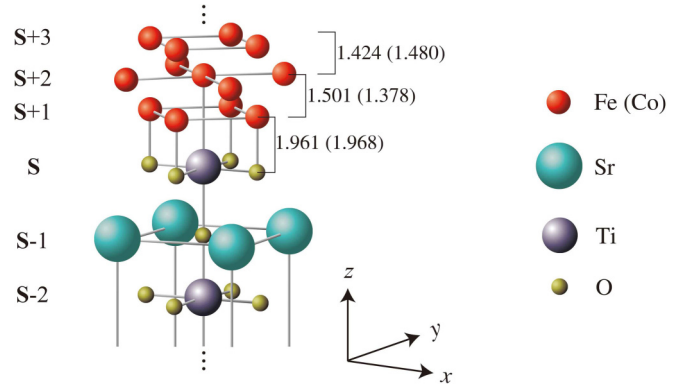 S+3
1.424 (1.480)
S+2
1.501 (1.378)
Fe (Co)
S+1
1.961 (1.968)
S
Sr
S-1
Ti
S-2
O
z
y
x